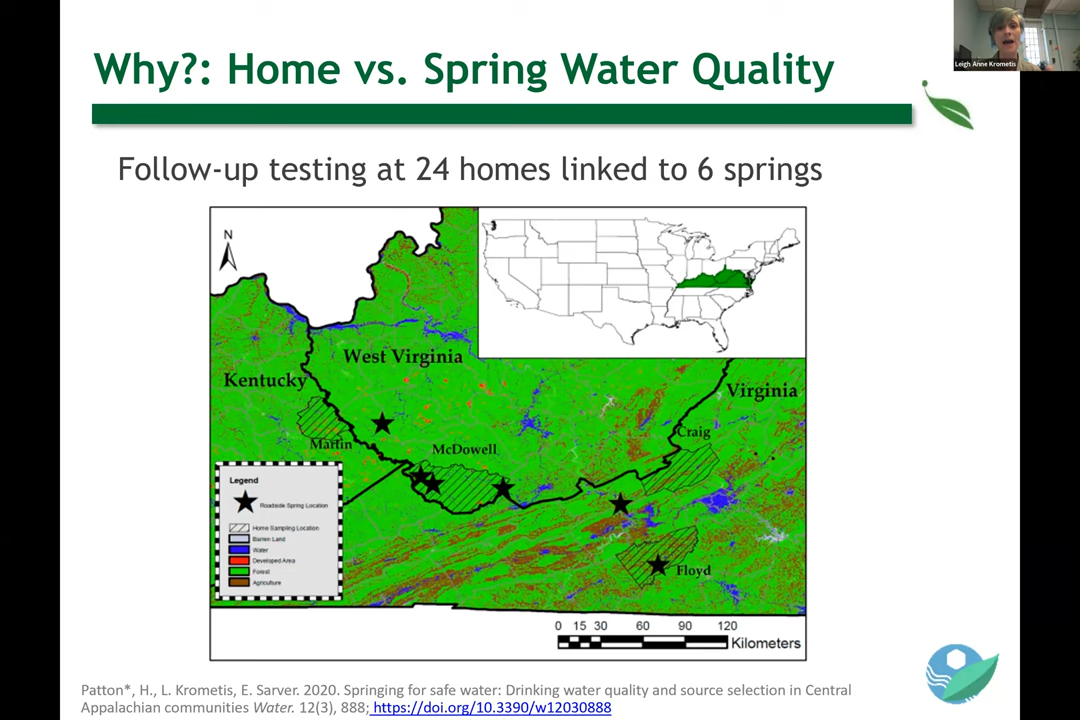 Leigh Anne Krometis
Why?: Home vs. Spring Water Quality
Follow-up testing at 24 homes linked to 6 springs
N
West Virginia
Kentucky
Virginia
Martin
McDowell
Craig
Floyd
Legend
Roadside Spring Location
Home Sampling Location
Barren Land
Water
Developed Area
Forest
Agriculture
0 15 30 60 90 120
Kilometers
Patton*, H., L. Krometis, E. Sarver. 2020. Springing for safe water: Drinking water quality and source selection in Central
Appalachian communities Water. 12(3), 888; https://doi.org/10.3390/w12030888